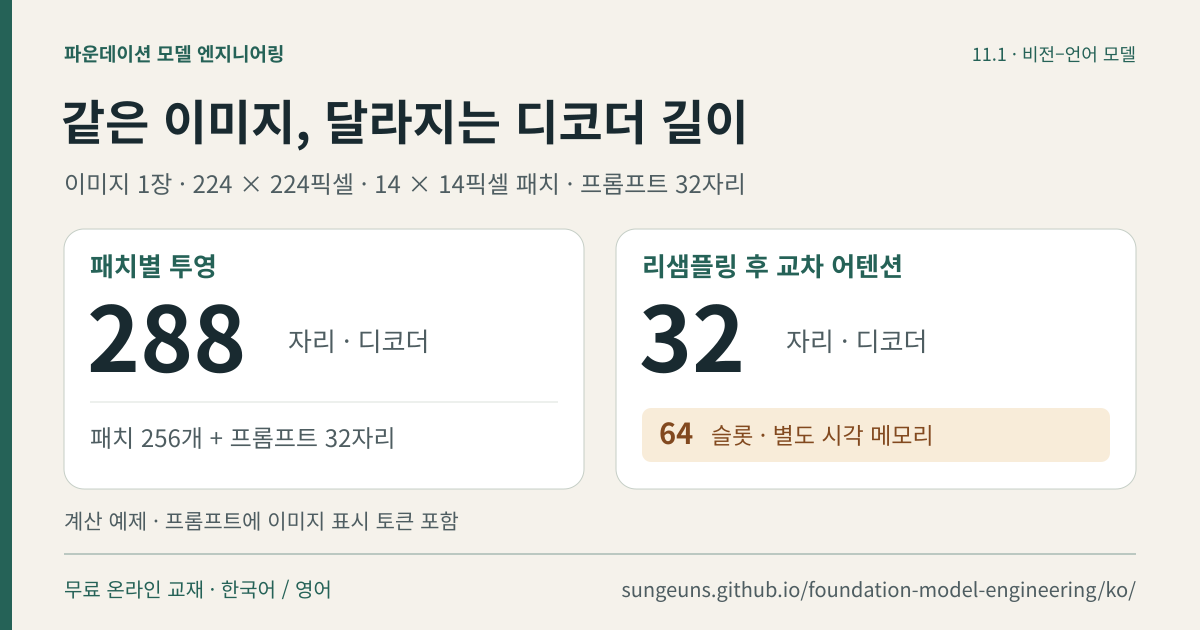 파운데이션 모델 엔지니어링
11.1 · 비전–언어 모델
같은 이미지, 달라지는 디코더 길이
이미지 1장 · 224 × 224픽셀 · 14 × 14픽셀 패치 · 프롬프트 32자리
패치별 투영
288 자리 · 디코더
패치 256개 + 프롬프트 32자리
리샘플링 후 교차 어텐션
32 자리 · 디코더
64 슬롯 · 별도 시각 메모리
계산 예제 · 프롬프트에 이미지 표시 토큰 포함
무료 온라인 교재 · 한국어 / 영어
sungeuns.github.io/foundation-model-engineering/ko/